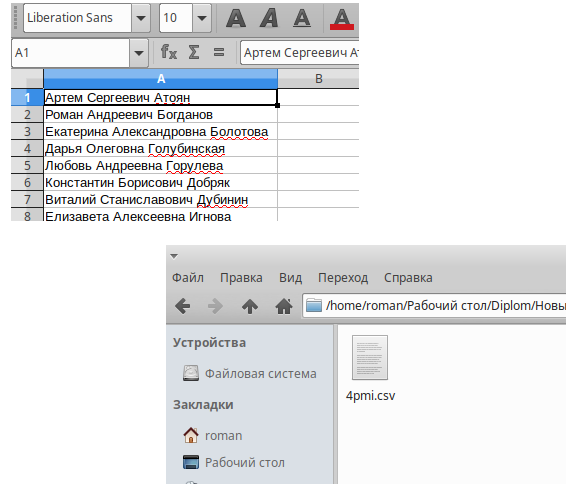 Liberation Sans 10 A A A A
A1 fx Σ = Артем Сергеевич Ат
A B
1 Артем Сергеевич Атоян
2 Роман Андреевич Богданов
3 Екатерина Александровна Болотова
4 Дарья Олеговна Голубинская
5 Любовь Андреевна Горулева
6 Константин Борисович Добряк
7 Виталий Станиславович Дубинин
8 Елизавета Алексеевна Игнова
Файл Правка Вид Переход Справка
/home/roman/Рабочий стол/Diplom/Новы
Устройства
Файловая система
4pmi.csv
Закладки
roman
Рабочий стол